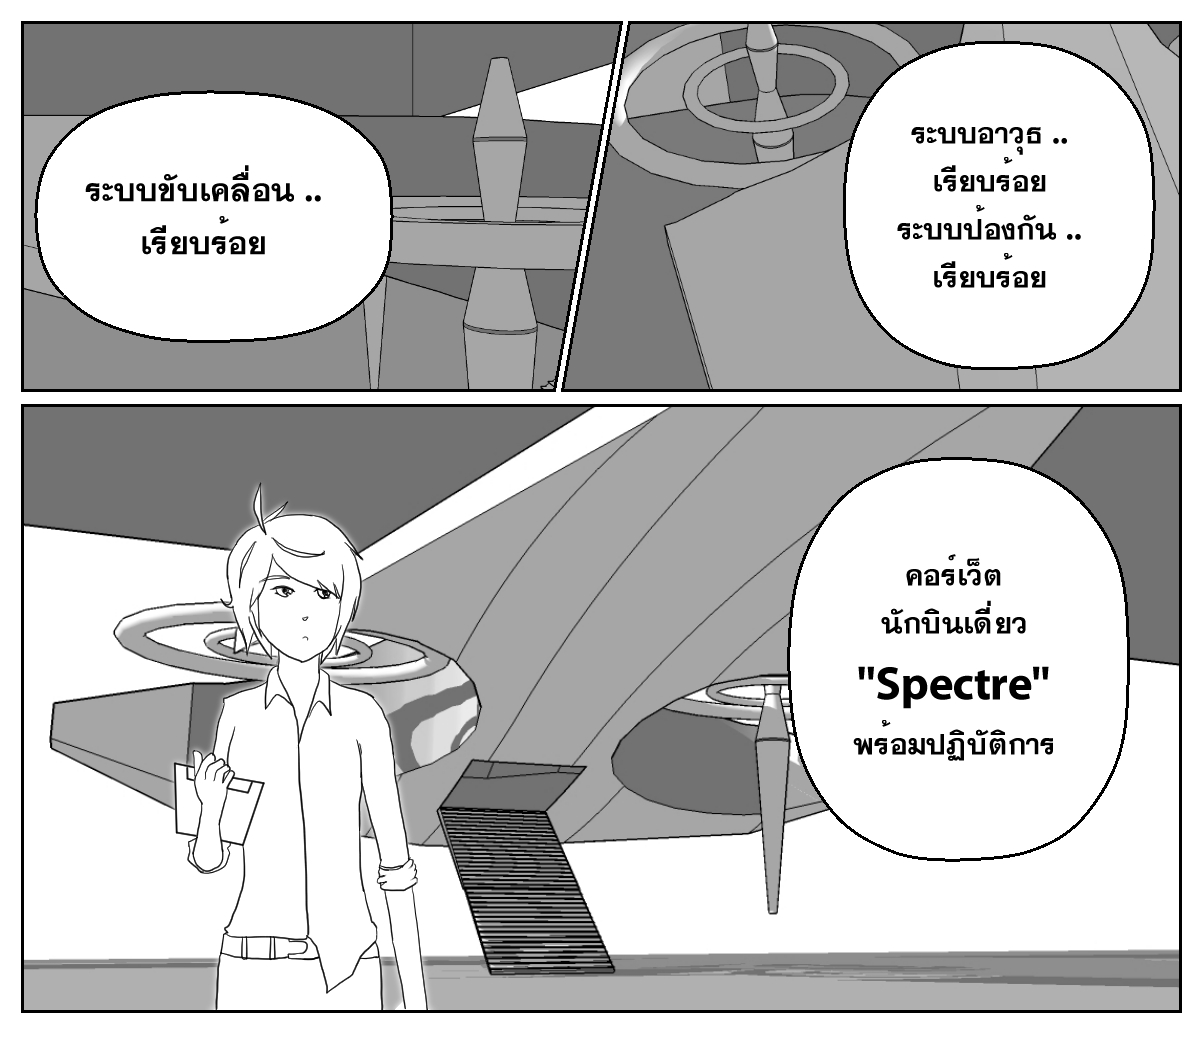 ระบบขับเคลื่อน ..
เรียบร้อย
ระบบอาวุธ ..
เรียบร้อย
ระบบป้องกัน ..
เรียบร้อย
คอร์เว็ต
นักบินเดี่ยว
"Spectre"
พร้อมปฏิบัติการ